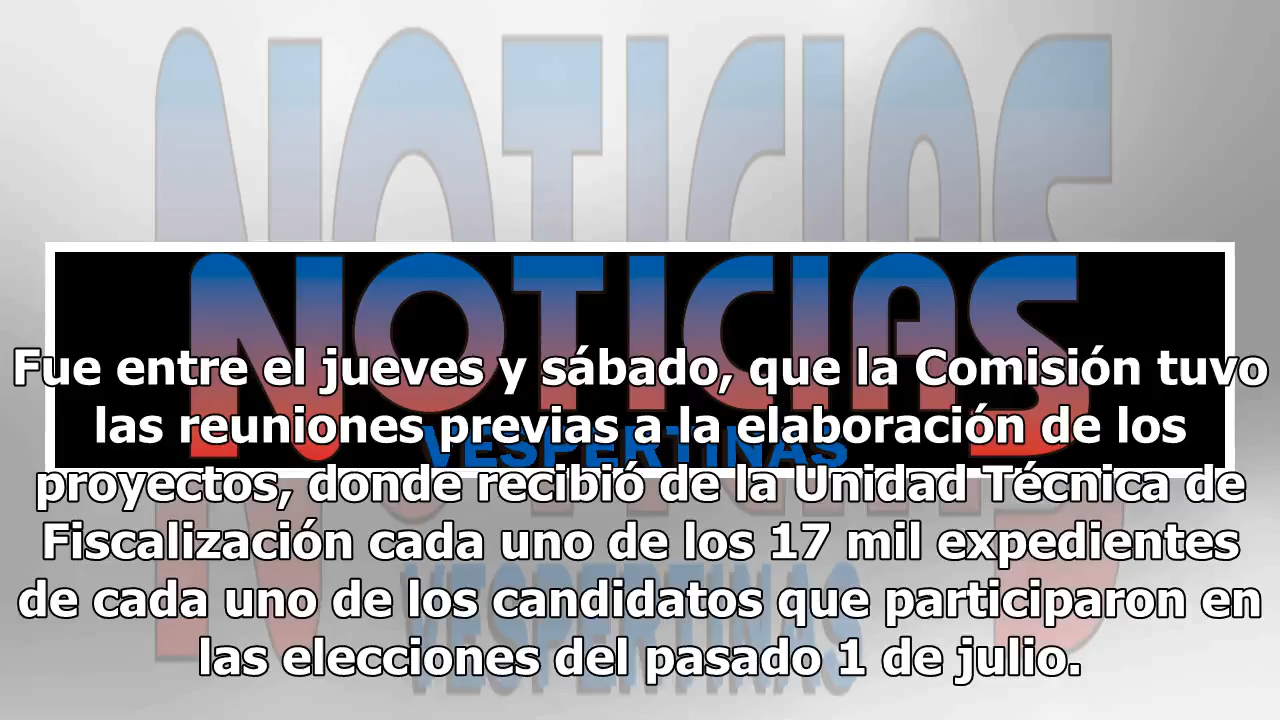 NOTICIAS
VESPERTINAS
NOTICIAS
VESPERTINAS
Fue entre el jueves y sábado, que la Comisión tuvo
las reuniones previas a la elaboración de los
proyectos, donde recibió de la Unidad Técnica de
Fiscalización cada uno de los 17 mil expedientes
de cada uno de los candidatos que participaron en
las elecciones del pasado 1 de julio.